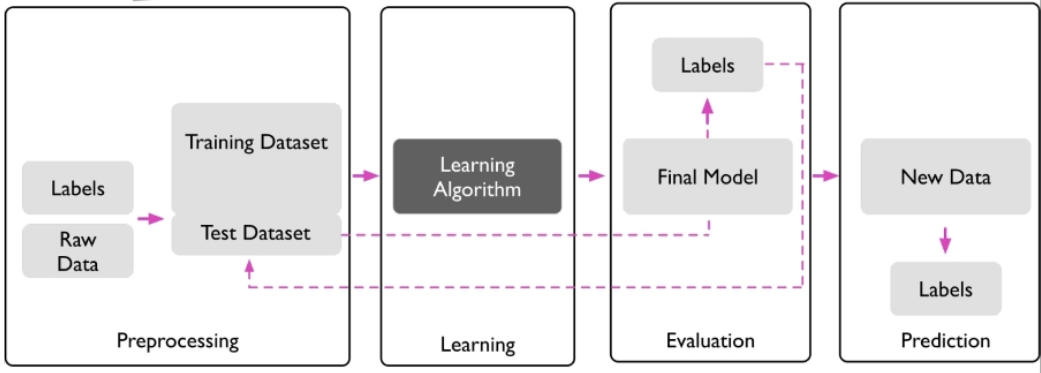 Labels
Raw
Data
Training Dataset
Test Dataset
Preprocessing
Learning
Algorithm
Learning
Labels
Final Model
Evaluation
New Data
Labels
Prediction